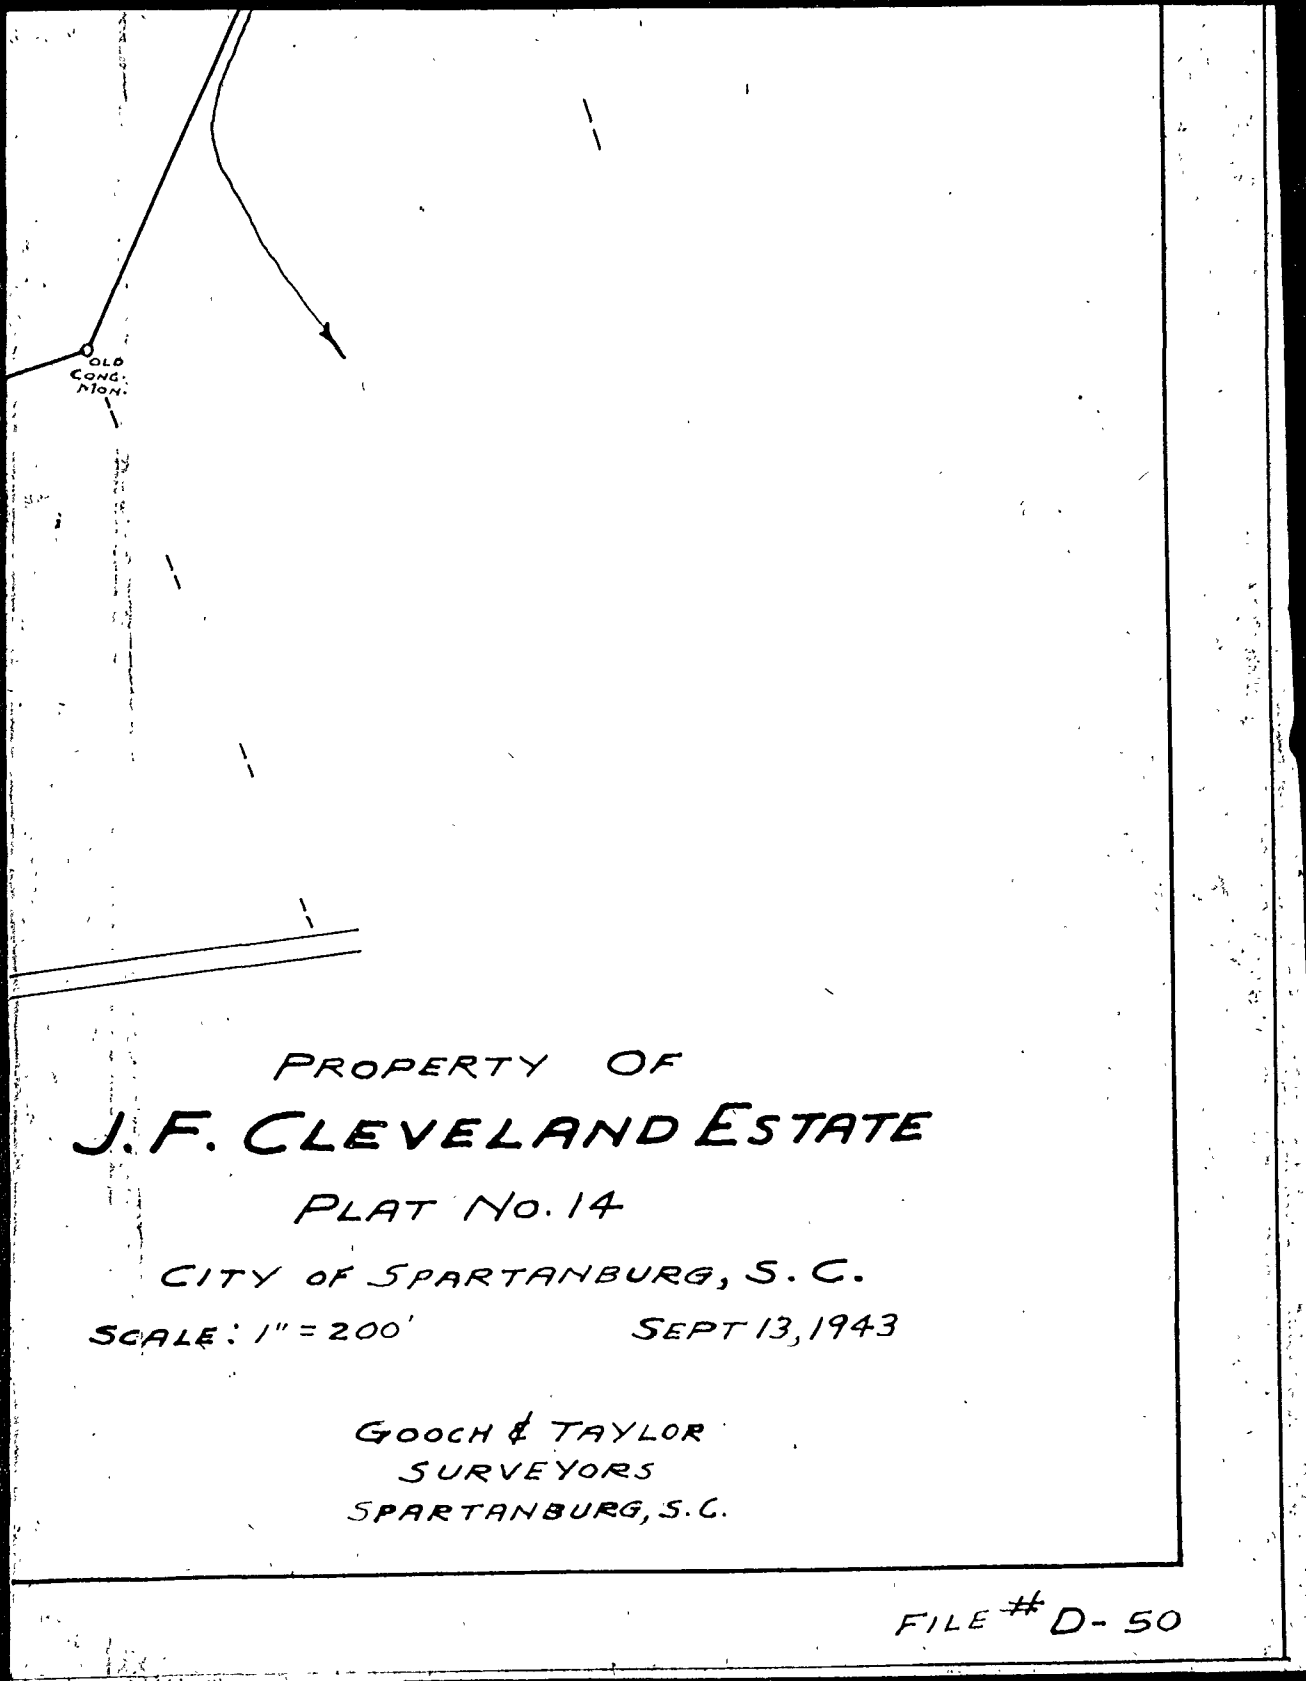 OLD
CONC.
MON.
PROPERTY OF
J.F. CLEVELAND ESTATE
PLAT No. 14
CITY OF SPARTANBURG, S.C.
SCALE: 1" = 200' SEPT 13, 1943
GOOCH & TAYLOR
SURVEYORS
SPARTANBURG, S.C.
FILE # D-50